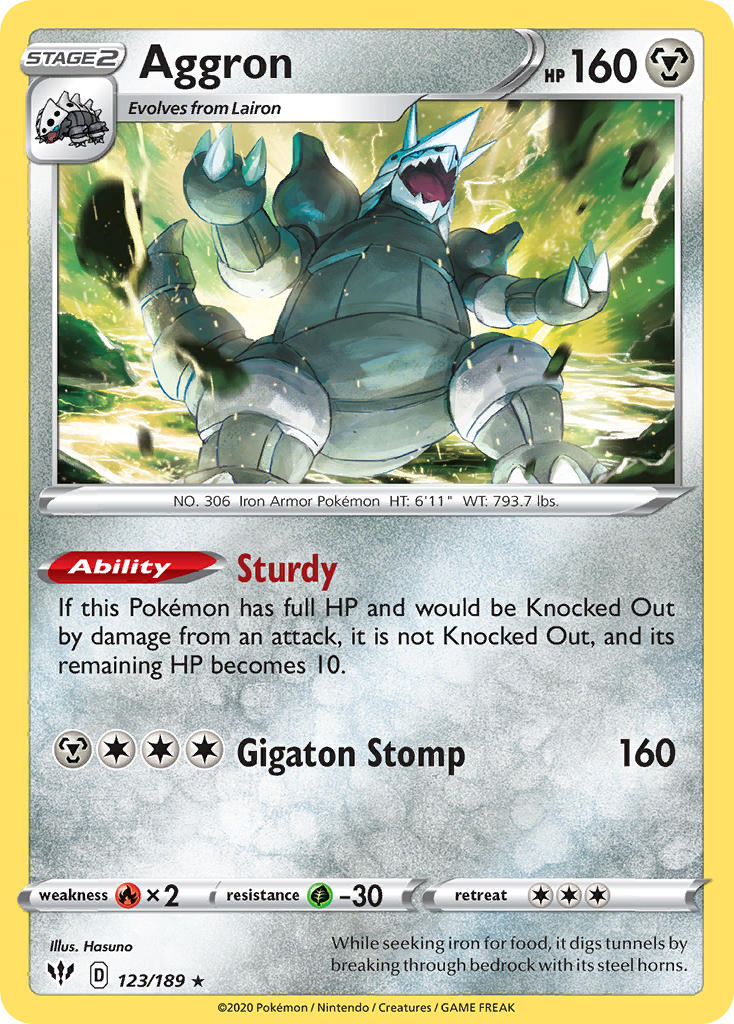 STAGE 2
Aggron
HP 160
Evolves from Lairon
NO. 306 Iron Armor Pokémon HT: 6'11" WT: 793.7 lbs.
Ability Sturdy
If this Pokémon has full HP and would be Knocked Out
by damage from an attack, it is not Knocked Out, and its
remaining HP becomes 10.
Gigaton Stomp 160
weakness ×2 resistance -30 retreat
Illus. Hasuno
While seeking iron for food, it digs tunnels by
breaking through bedrock with its steel horns.
D 123/189 ★
©2020 Pokémon / Nintendo / Creatures / GAME FREAK